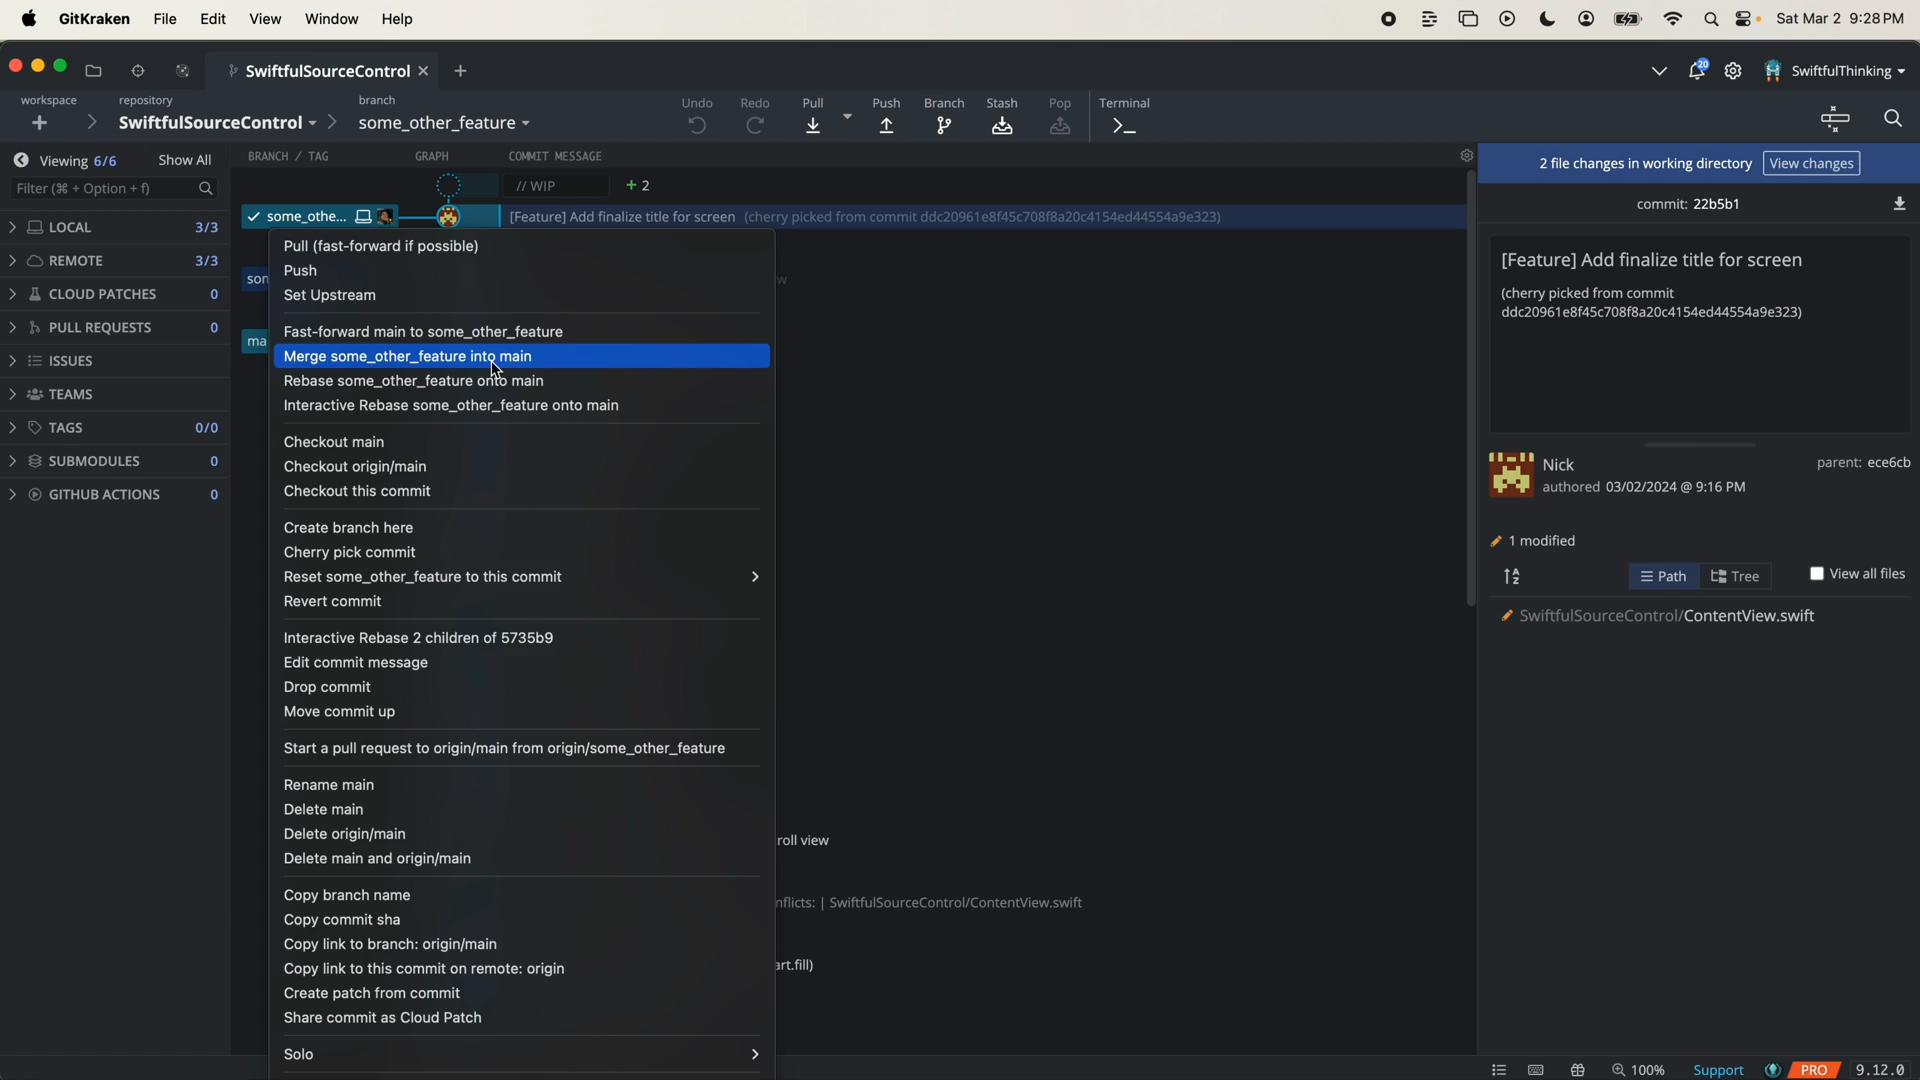 GitKraken File Edit View Window Help Sat Mar 2 9:28 PM
SwiftfulSourceControl 20 SwiftfulThinking
workspace repository branch
SwiftfulSourceControl some_other_feature
Undo Redo Pull Push Branch Stash Pop Terminal
Viewing 6/6 Show All
Filter (⌘ + Option + f)
LOCAL 3/3
REMOTE 3/3
CLOUD PATCHES 0
PULL REQUESTS 0
ISSUES
TEAMS
TAGS 0/0
SUBMODULES 0
GITHUB ACTIONS 0
BRANCH / TAG GRAPH COMMIT MESSAGE
// WIP + 2
some_othe... [Feature] Add finalize title for screen (cherry picked from commit ddc20961e8f45c708f8a20c4154ed44554a9e323)
son w
ma
Pull (fast-forward if possible)
Push
Set Upstream
Fast-forward main to some_other_feature
Merge some_other_feature into main
Rebase some_other_feature onto main
Interactive Rebase some_other_feature onto main
Checkout main
Checkout origin/main
Checkout this commit
Create branch here
Cherry pick commit
Reset some_other_feature to this commit
Revert commit
Interactive Rebase 2 children of 5735b9
Edit commit message
Drop commit
Move commit up
Start a pull request to origin/main from origin/some_other_feature
Rename main
Delete main
Delete origin/main
Delete main and origin/main
Copy branch name
Copy commit sha
Copy link to branch: origin/main
Copy link to this commit on remote: origin
Create patch from commit
Share commit as Cloud Patch
Solo
roll view
nflicts: | SwiftfulSourceControl/ContentView.swift
art.fill)
2 file changes in working directory View changes
commit: 22b5b1
[Feature] Add finalize title for screen
(cherry picked from commit
ddc20961e8f45c708f8a20c4154ed44554a9e323)
Nick parent: ece6cb
authored 03/02/2024 @ 9:16 PM
1 modified
Path Tree View all files
SwiftfulSourceControl/ContentView.swift
100% Support PRO 9.12.0